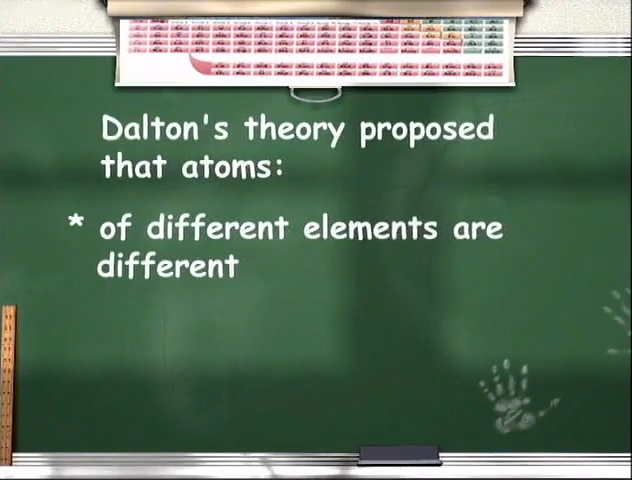 Dalton's theory proposed
that atoms:
* of different elements are
different